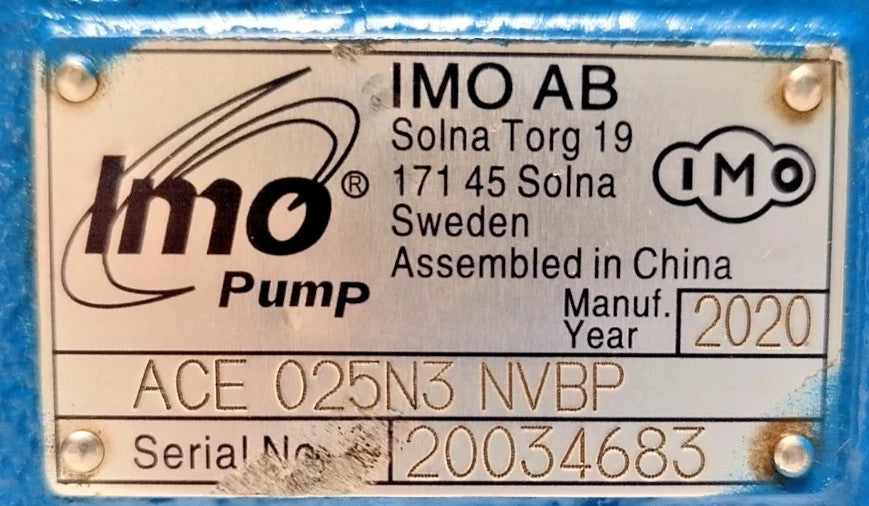 Imo®
Pump
IMO AB
Solna Torg 19
171 45 Solna
Sweden
Assembled in China
IMO
Manuf.
Year
2020
ACE 025N3 NVBP
Serial No
20034683